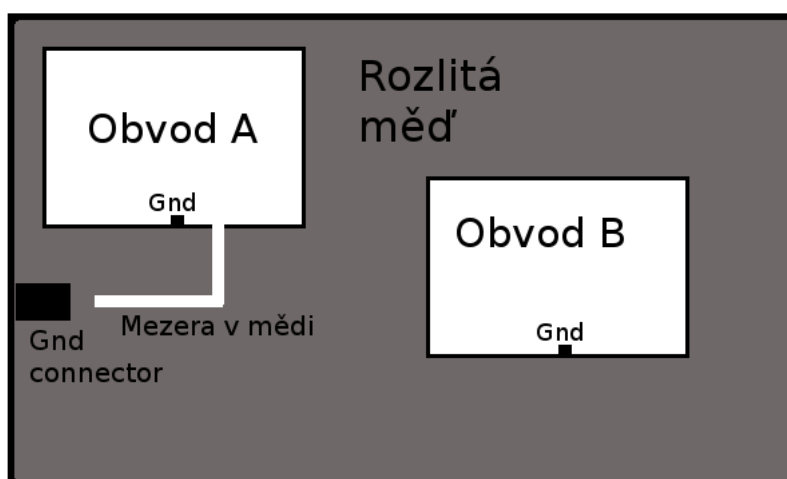 Obvod A
Gnd
Rozlitá
měď
Obvod B
Gnd
Mezera v mědi
Gnd
connector